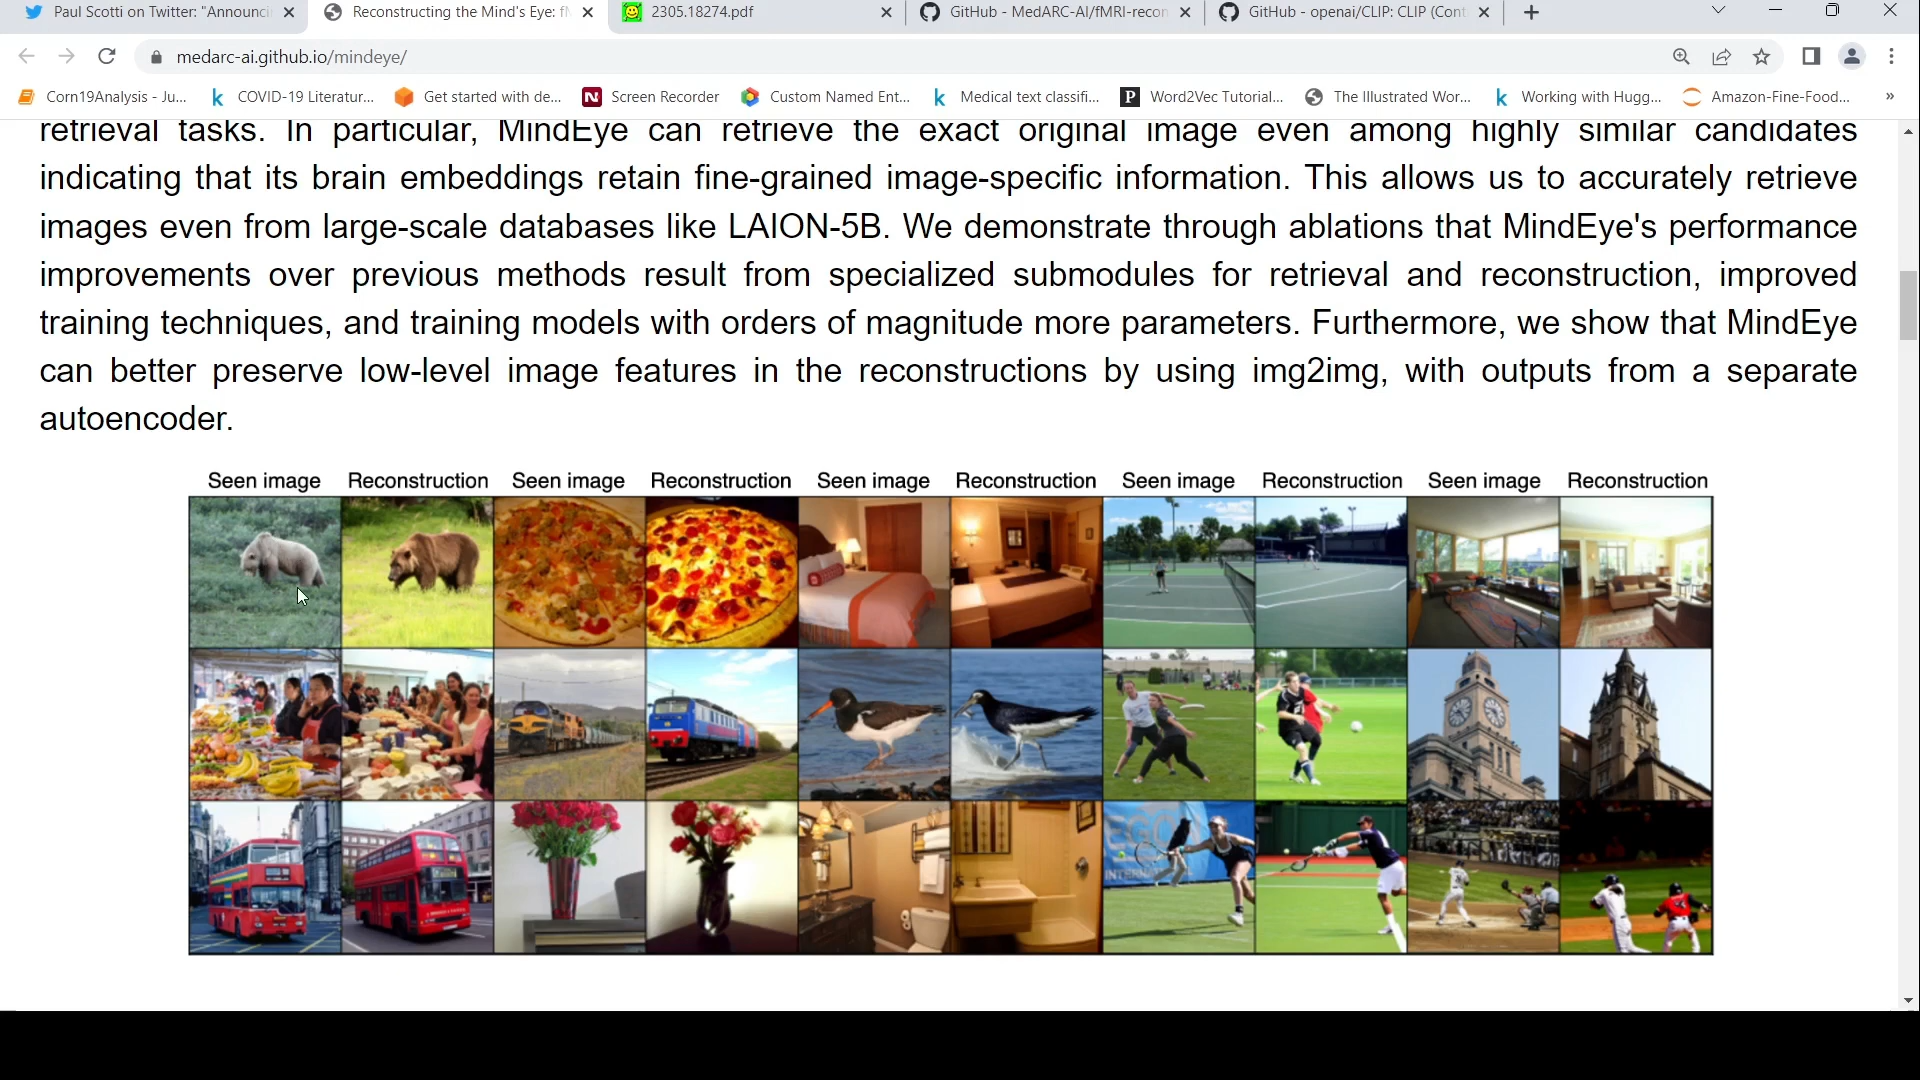 Paul Scotti on Twitter: "Announci
Reconstructing the Mind's Eye: fM
2305.18274.pdf
GitHub - MedARC-AI/fMRI-recon
GitHub - openai/CLIP: CLIP (Cont
medarc-ai.github.io/mindeye/
Corn19Analysis - Ju...
COVID-19 Literatur...
Get started with de...
Screen Recorder
Custom Named Ent...
Medical text classifi...
Word2Vec Tutorial...
The Illustrated Wor...
Working with Hugg...
Amazon-Fine-Food...
retrieval tasks. In particular, MindEye can retrieve the exact original image even among highly similar candidates
indicating that its brain embeddings retain fine-grained image-specific information. This allows us to accurately retrieve
images even from large-scale databases like LAION-5B. We demonstrate through ablations that MindEye's performance
improvements over previous methods result from specialized submodules for retrieval and reconstruction, improved
training techniques, and training models with orders of magnitude more parameters. Furthermore, we show that MindEye
can better preserve low-level image features in the reconstructions by using img2img, with outputs from a separate
autoencoder.
Seen image Reconstruction Seen image Reconstruction Seen image Reconstruction Seen image Reconstruction Seen image Reconstruction